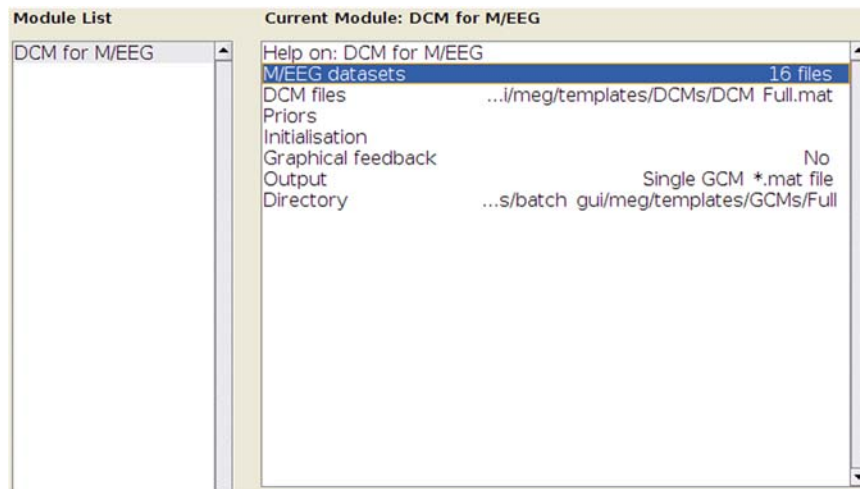 Module List
Current Module: DCM for M/EEG
DCM for M/EEG
Help on: DCM for M/EEG
M/EEG datasets 16 files
DCM files ...i/meg/templates/DCMs/DCM Full.mat
Priors
Initialisation
Graphical feedback No
Output Single GCM *.mat file
Directory ...s/batch gui/meg/templates/GCMs/Full